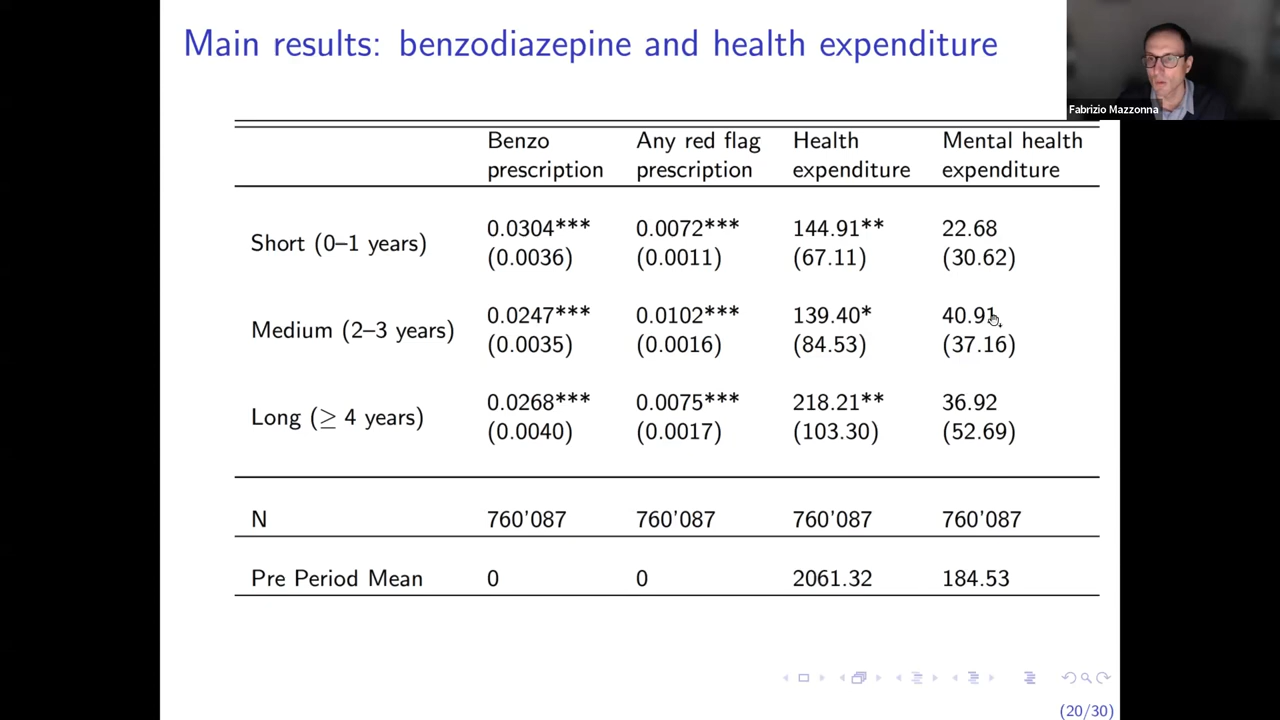 Main results: benzodiazepine and health expenditure
Fabrizio Mazzonna
Benzo Any red flag Health Mental health
prescription prescription expenditure expenditure
0.0304*** 0.0072*** 144.91** 22.68
Short (0–1 years)
(0.0036) (0.0011) (67.11) (30.62)
0.0247*** 0.0102*** 139.40* 40.91
Medium (2–3 years)
(0.0035) (0.0016) (84.53) (37.16)
0.0268*** 0.0075*** 218.21** 36.92
Long (≥ 4 years)
(0.0040) (0.0017) (103.30) (52.69)
N 760'087 760'087 760'087 760'087
Pre Period Mean 0 0 2061.32 184.53
(20/30)